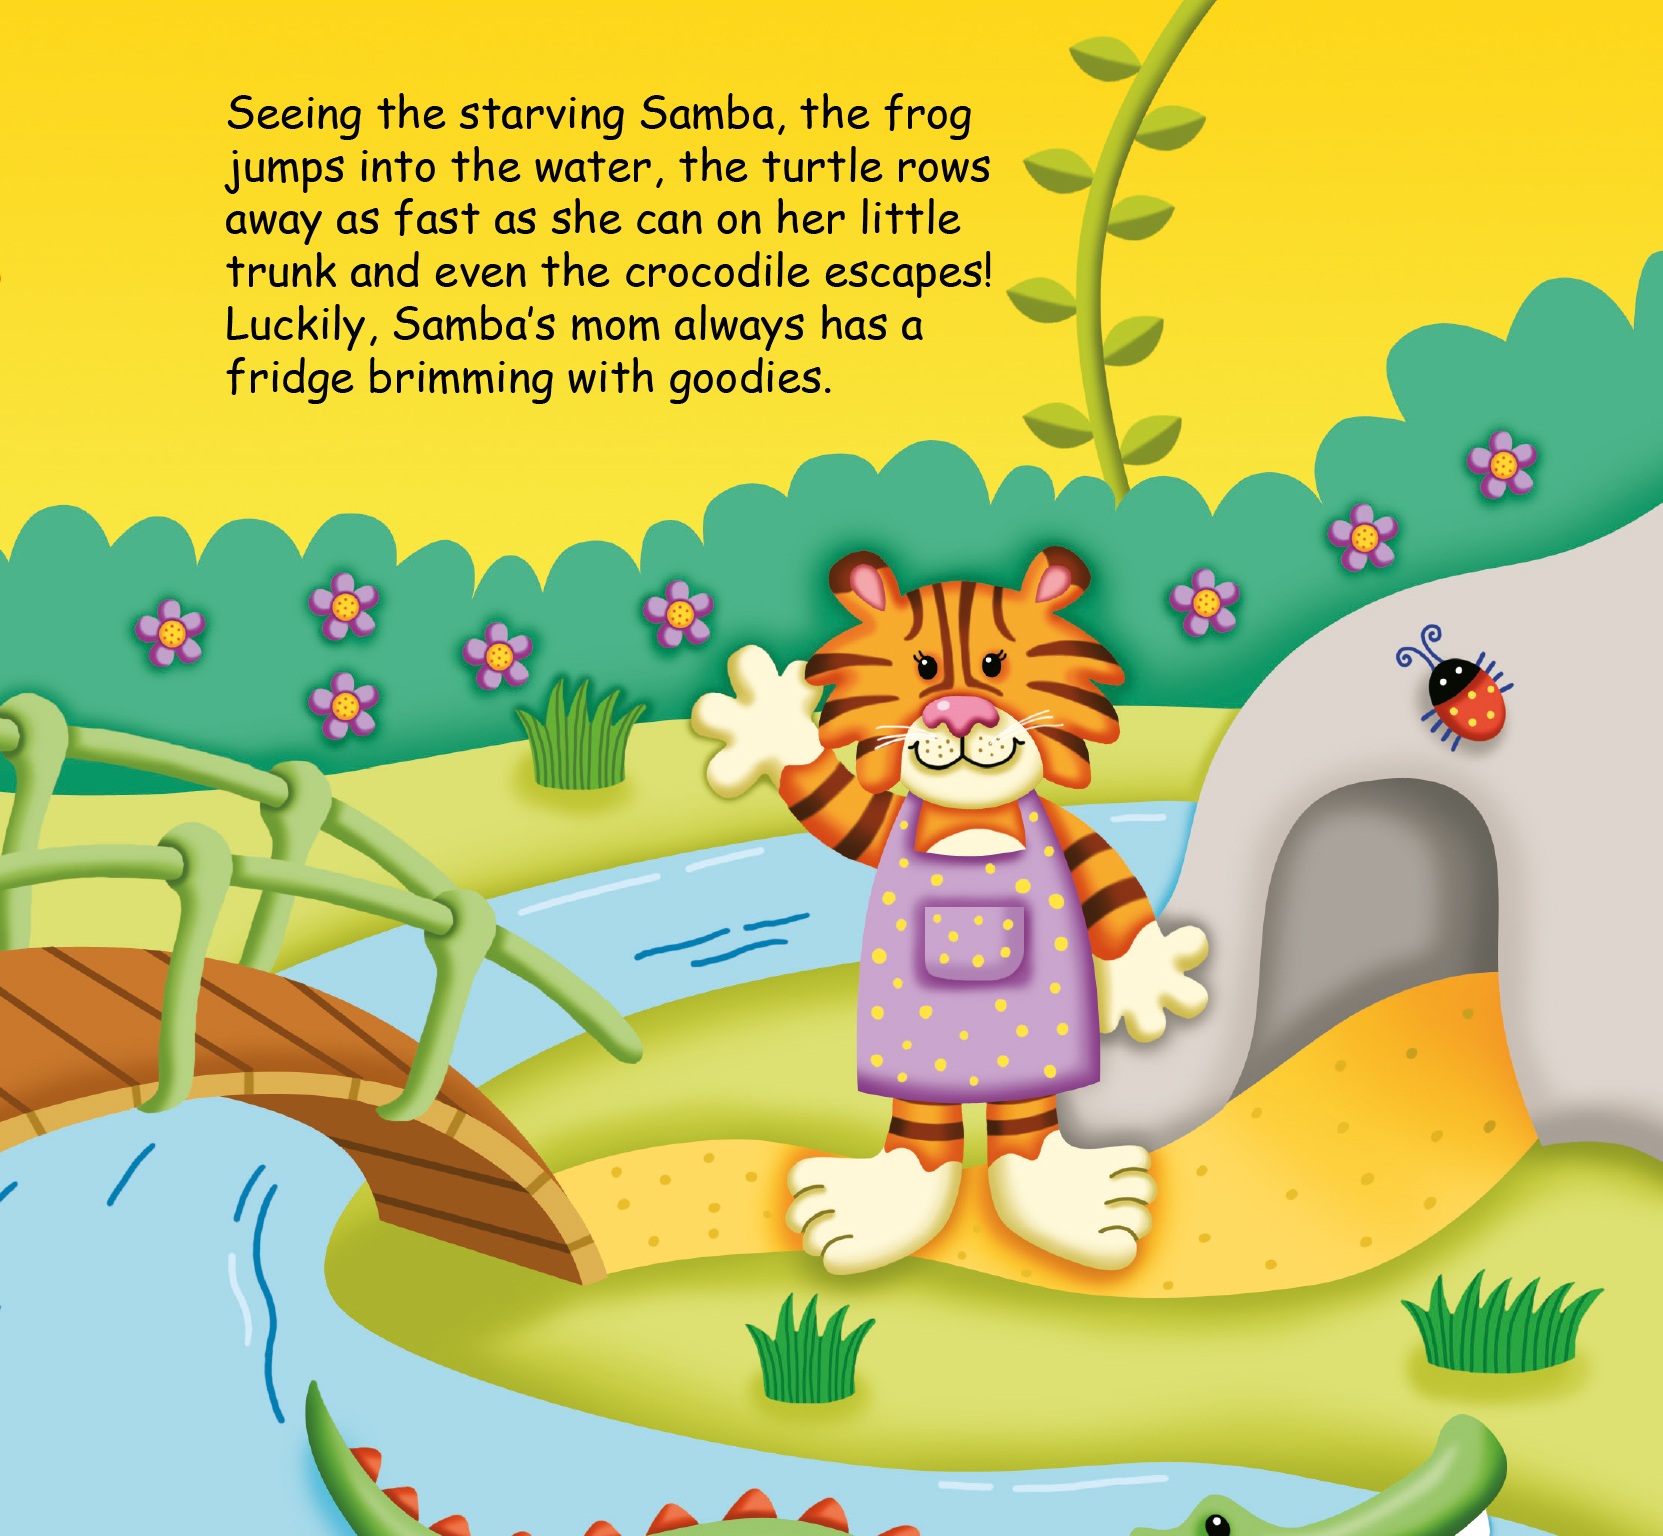 Seeing the starving Samba, the frog
jumps into the water, the turtle rows
away as fast as she can on her little
trunk and even the crocodile escapes!
Luckily, Samba's mom always has a
fridge brimming with goodies.